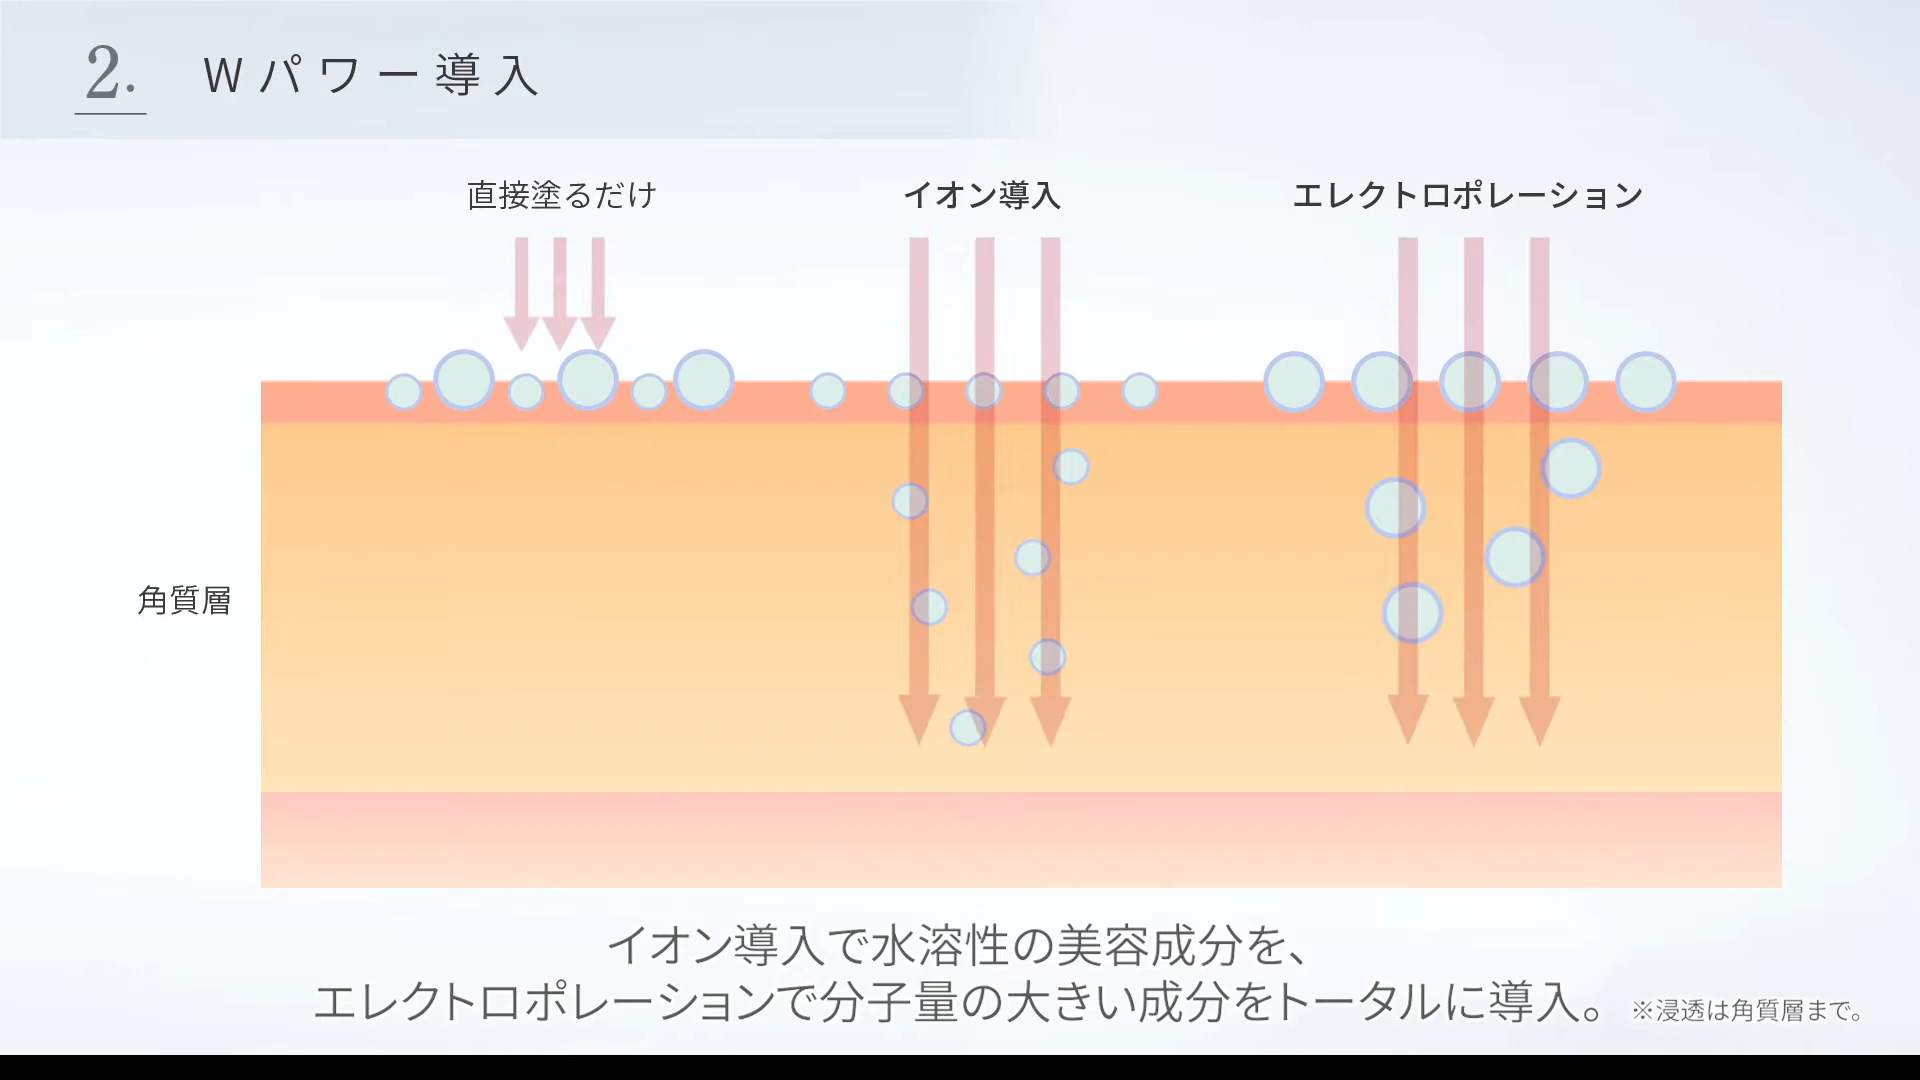 2. Wパワー導入
直接塗るだけ
イオン導入
エレクトロポレーション
角質層
イオン導入で水溶性の美容成分を、
エレクトロポレーションで分子量の大きい成分をトータルに導入。 ※浸透は角質層まで。